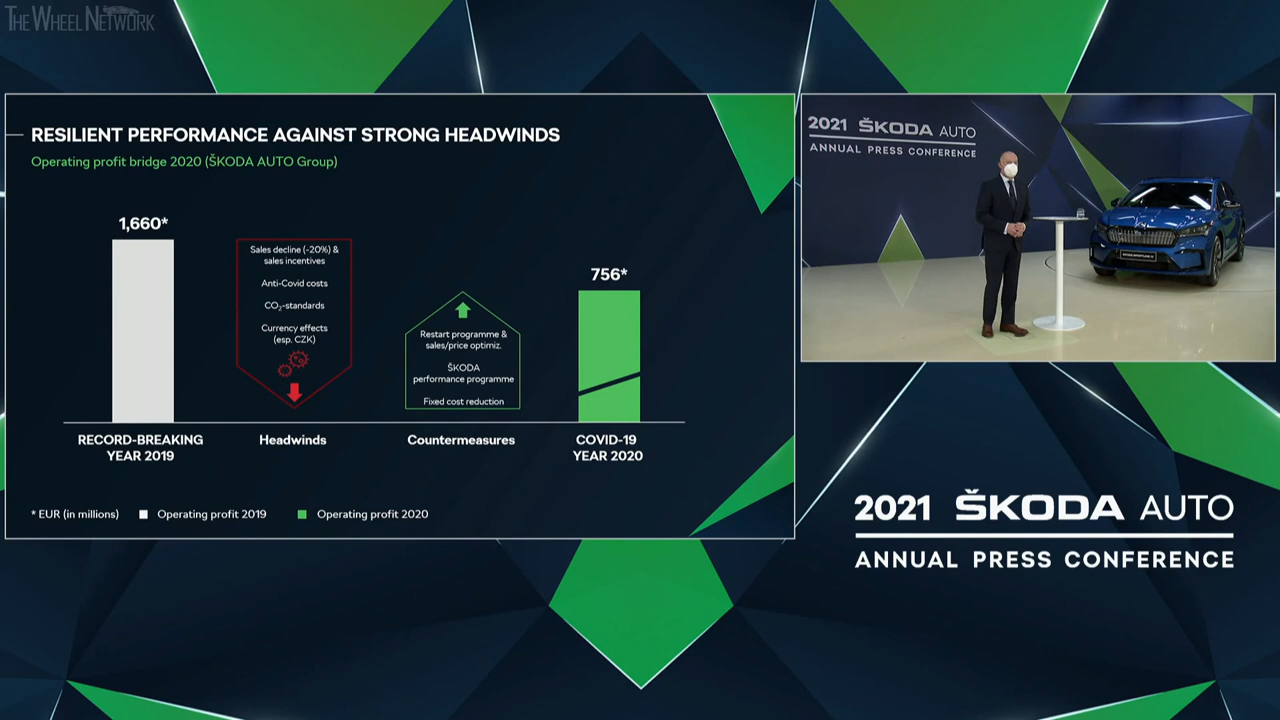 THE WHEEL NETWORK
RESILIENT PERFORMANCE AGAINST STRONG HEADWINDS
Operating profit bridge 2020 (ŠKODA AUTO Group)
1,660*
Sales decline (-20%) &
sales incentives
Anti-Covid costs
CO₂-standards
Currency effects
(esp. CZK)
Restart programme &
sales/price optimiz.
ŠKODA
performance programme
Fixed cost reduction
756*
RECORD-BREAKING
YEAR 2019
Headwinds
Countermeasures
COVID-19
YEAR 2020
* EUR (in millions)
Operating profit 2019
Operating profit 2020
2021 ŠKODA AUTO
ANNUAL PRESS CONFERENCE
2021 ŠKODA AUTO
ANNUAL PRESS CONFERENCE